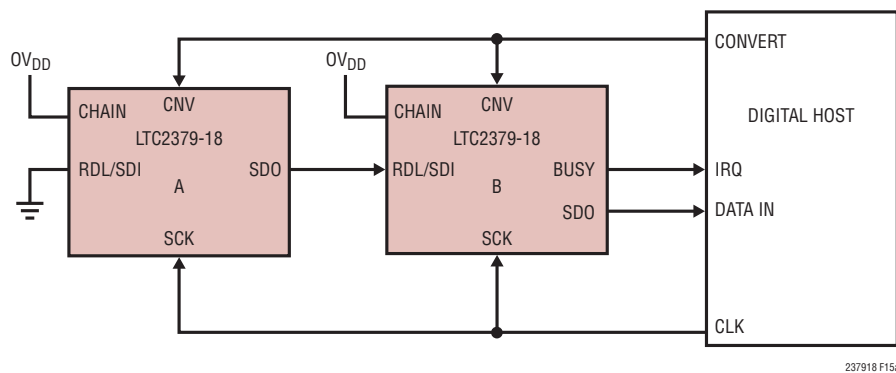 CONVERT
OVDD
OVDD
CHAIN
CNV
LTC2379-18
RDL/SDI
SDO
A
SCK
CHAIN
CNV
LTC2379-18
RDL/SDI
BUSY
B
SDO
SCK
DIGITAL HOST
IRQ
DATA IN
CLK
237918 F15